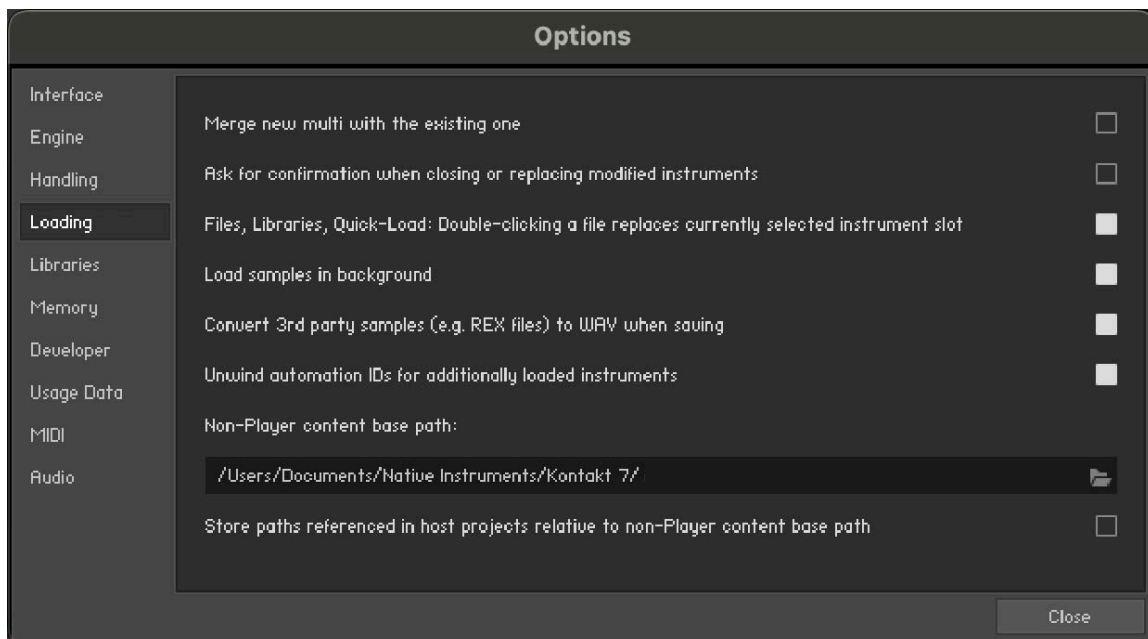 Options
Interface
Engine
Handling
Loading
Libraries
Memory
Developer
Usage Data
MIDI
Audio
Merge new multi with the existing one
Ask for confirmation when closing or replacing modified instruments
Files, Libraries, Quick-Load: Double-clicking a file replaces currently selected instrument slot
Load samples in background
Convert 3rd party samples (e.g. REX files) to WAV when saving
Unwind automation IDs for additionally loaded instruments
Non-Player content base path:
/Users/Documents/Native Instruments/Kontakt 7/
Store paths referenced in host projects relative to non-Player content base path
Close